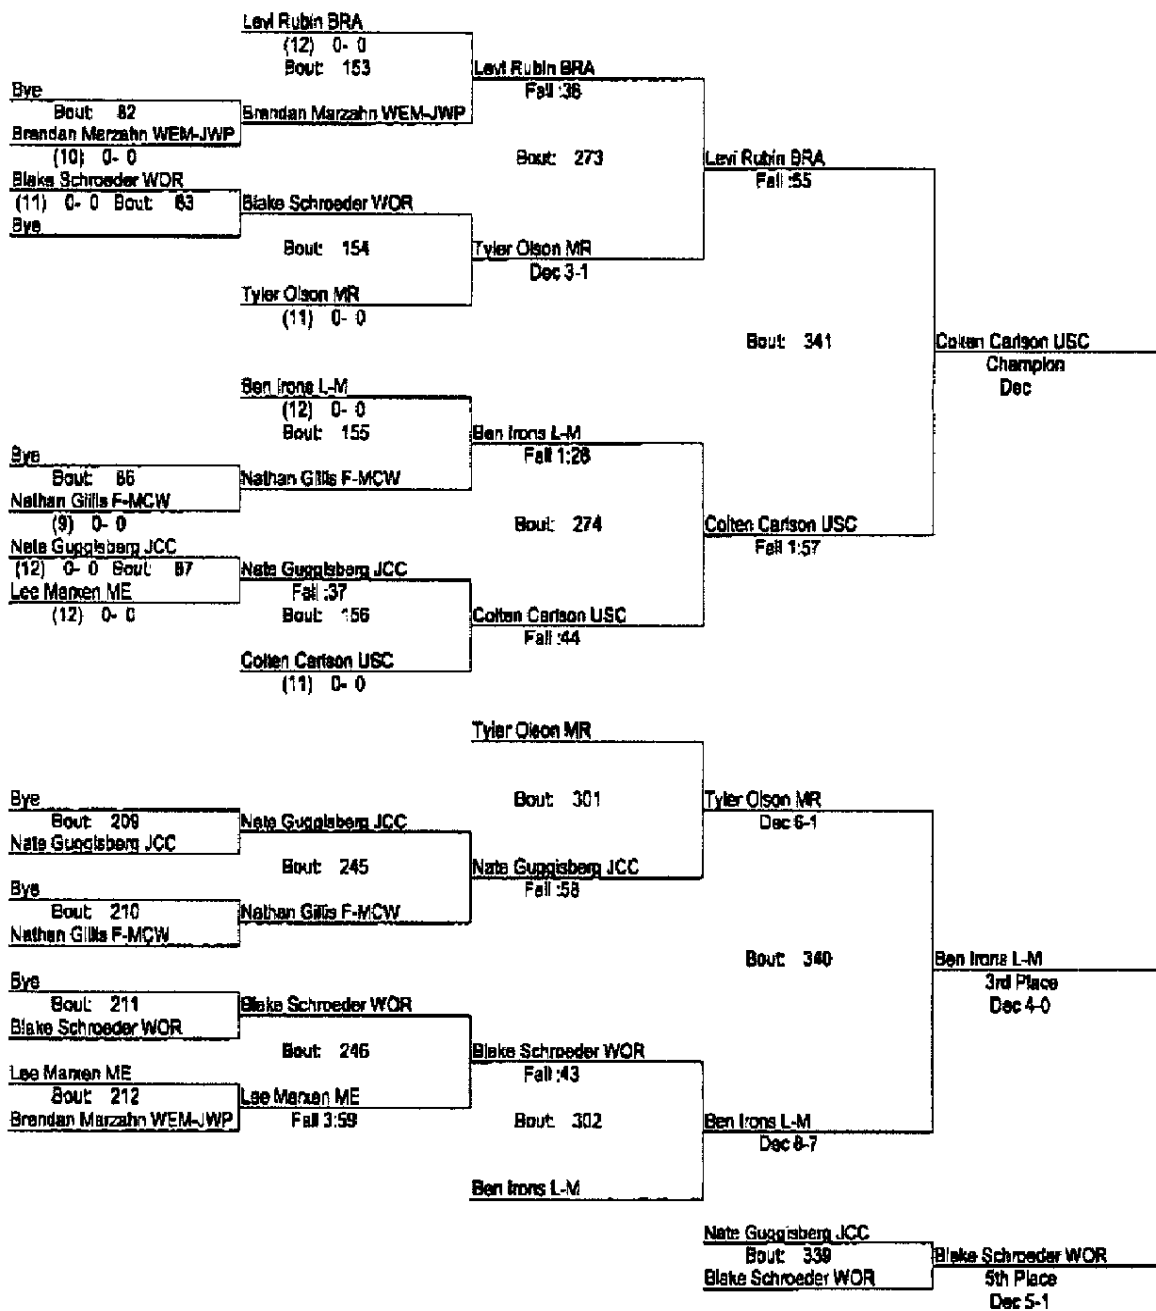 Levi Rubin BRA
(12) 0- 0
Bout: 153
Levi Rubin BRA
Fall :36
Bye
Bout: 82
Brendan Marzahn WEM-JWP
Brendan Marzahn WEM-JWP
(10) 0- 0
Bout: 273
Levi Rubin BRA
Fall :55
Blake Schroeder WOR
(11) 0- 0 Bout: 83
Bye
Blake Schroeder WOR
Bout: 154
Tyler Olson MR
Dec 3-1
Tyler Olson MR
(11) 0- 0
Bout: 341
Colten Carlson USC
Champion
Dec
Ben Irons L-M
(12) 0- 0
Bout: 155
Ben Irons L-M
Fall 1:26
Bye
Bout: 86
Nathan Gillis F-MCW
Nathan Gillis F-MCW
(9) 0- 0
Bout: 274
Colten Carlson USC
Fall 1:57
Nate Guggisberg JCC
(12) 0- 0 Bout: 87
Lee Marxen ME
(12) 0- 0
Nate Guggisberg JCC
Fall :37
Bout: 156
Colten Carlson USC
Fall :44
Colten Carlson USC
(11) 0- 0
Tyler Olson MR
Bout: 301
Tyler Olson MR
Dec 6-1
Bye
Bout: 209
Nate Guggisberg JCC
Nate Guggisberg JCC
Bout: 245
Nate Guggisberg JCC
Fall :58
Bye
Bout: 210
Nathan Gillis F-MCW
Nathan Gillis F-MCW
Bout: 340
Ben Irons L-M
3rd Place
Dec 4-0
Bye
Bout: 211
Blake Schroeder WOR
Blake Schroeder WOR
Bout: 246
Blake Schroeder WOR
Fall :43
Lee Marxen ME
Bout: 212
Brendan Marzahn WEM-JWP
Lee Marxen ME
Fall 3:59
Bout: 302
Ben Irons L-M
Dec 8-7
Ben Irons L-M
Nate Guggisberg JCC
Bout: 339
Blake Schroeder WOR
Blake Schroeder WOR
5th Place
Dec 5-1